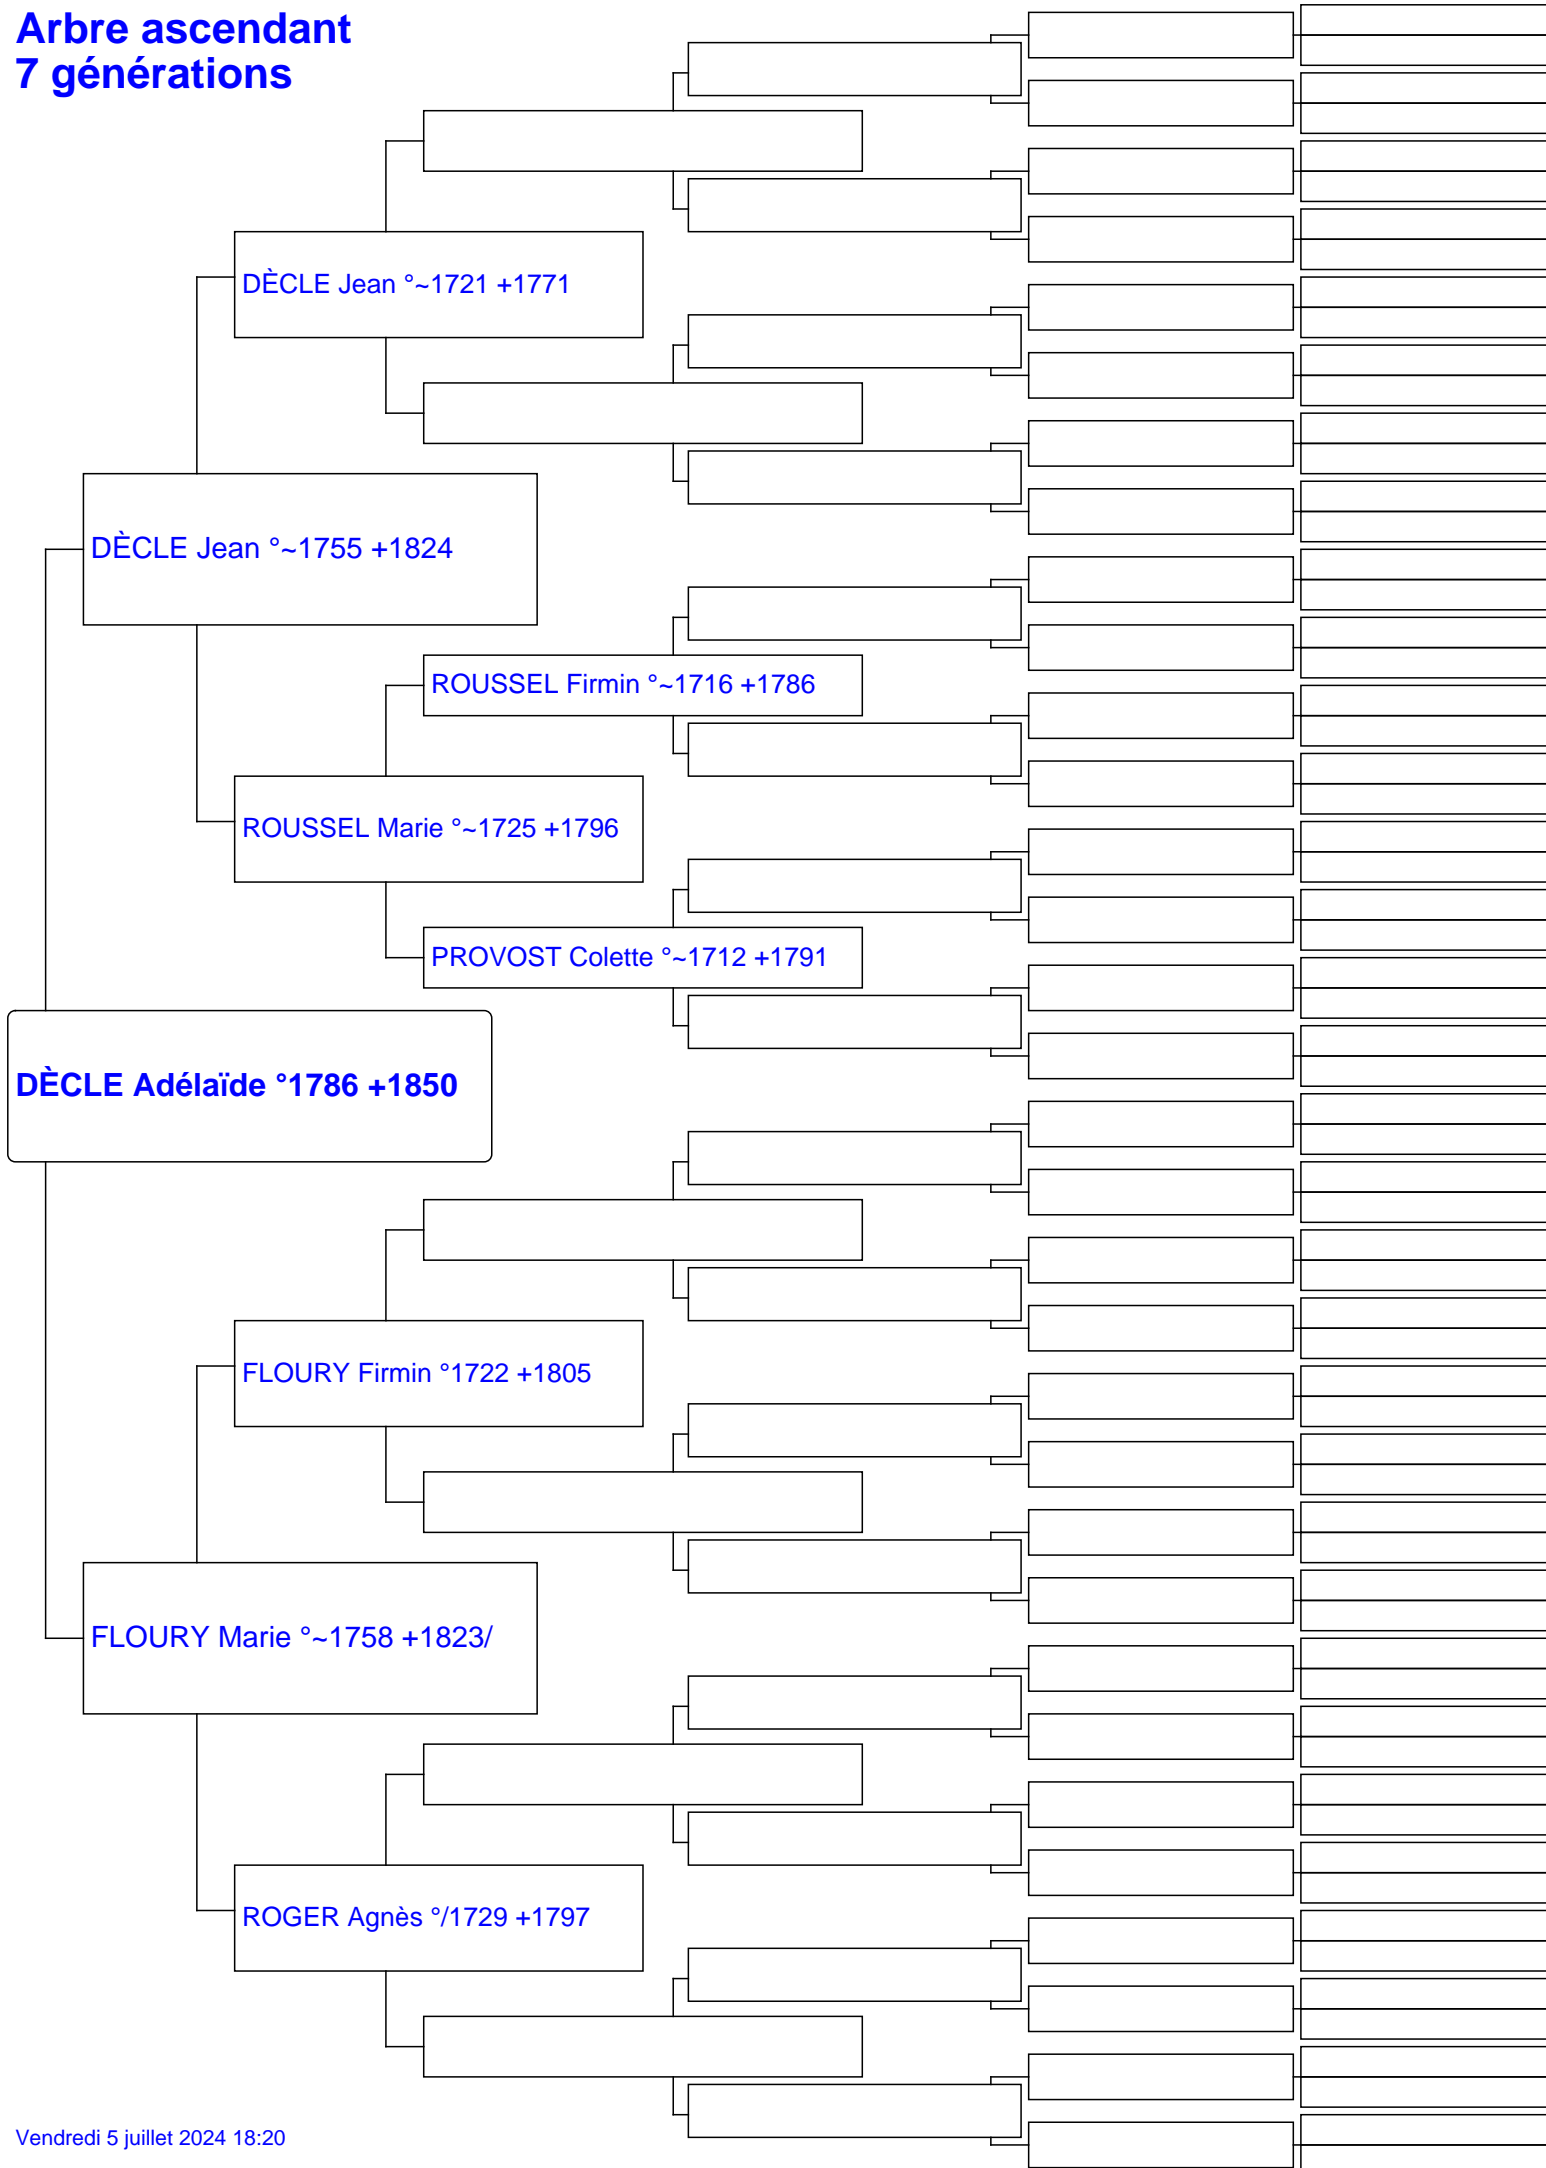 Arbre ascendant
7 générations
DÈCLE Jean °~1721 +1771
DÈCLE Jean °~1755 +1824
ROUSSEL Firmin °~1716 +1786
ROUSSEL Marie °~1725 +1796
PROVOST Colette °~1712 +1791
DÈCLE Adélaïde °1786 +1850
FLOURY Firmin °1722 +1805
FLOURY Marie °~1758 +1823/
ROGER Agnès °/1729 +1797
Vendredi 5 juillet 2024 18:20